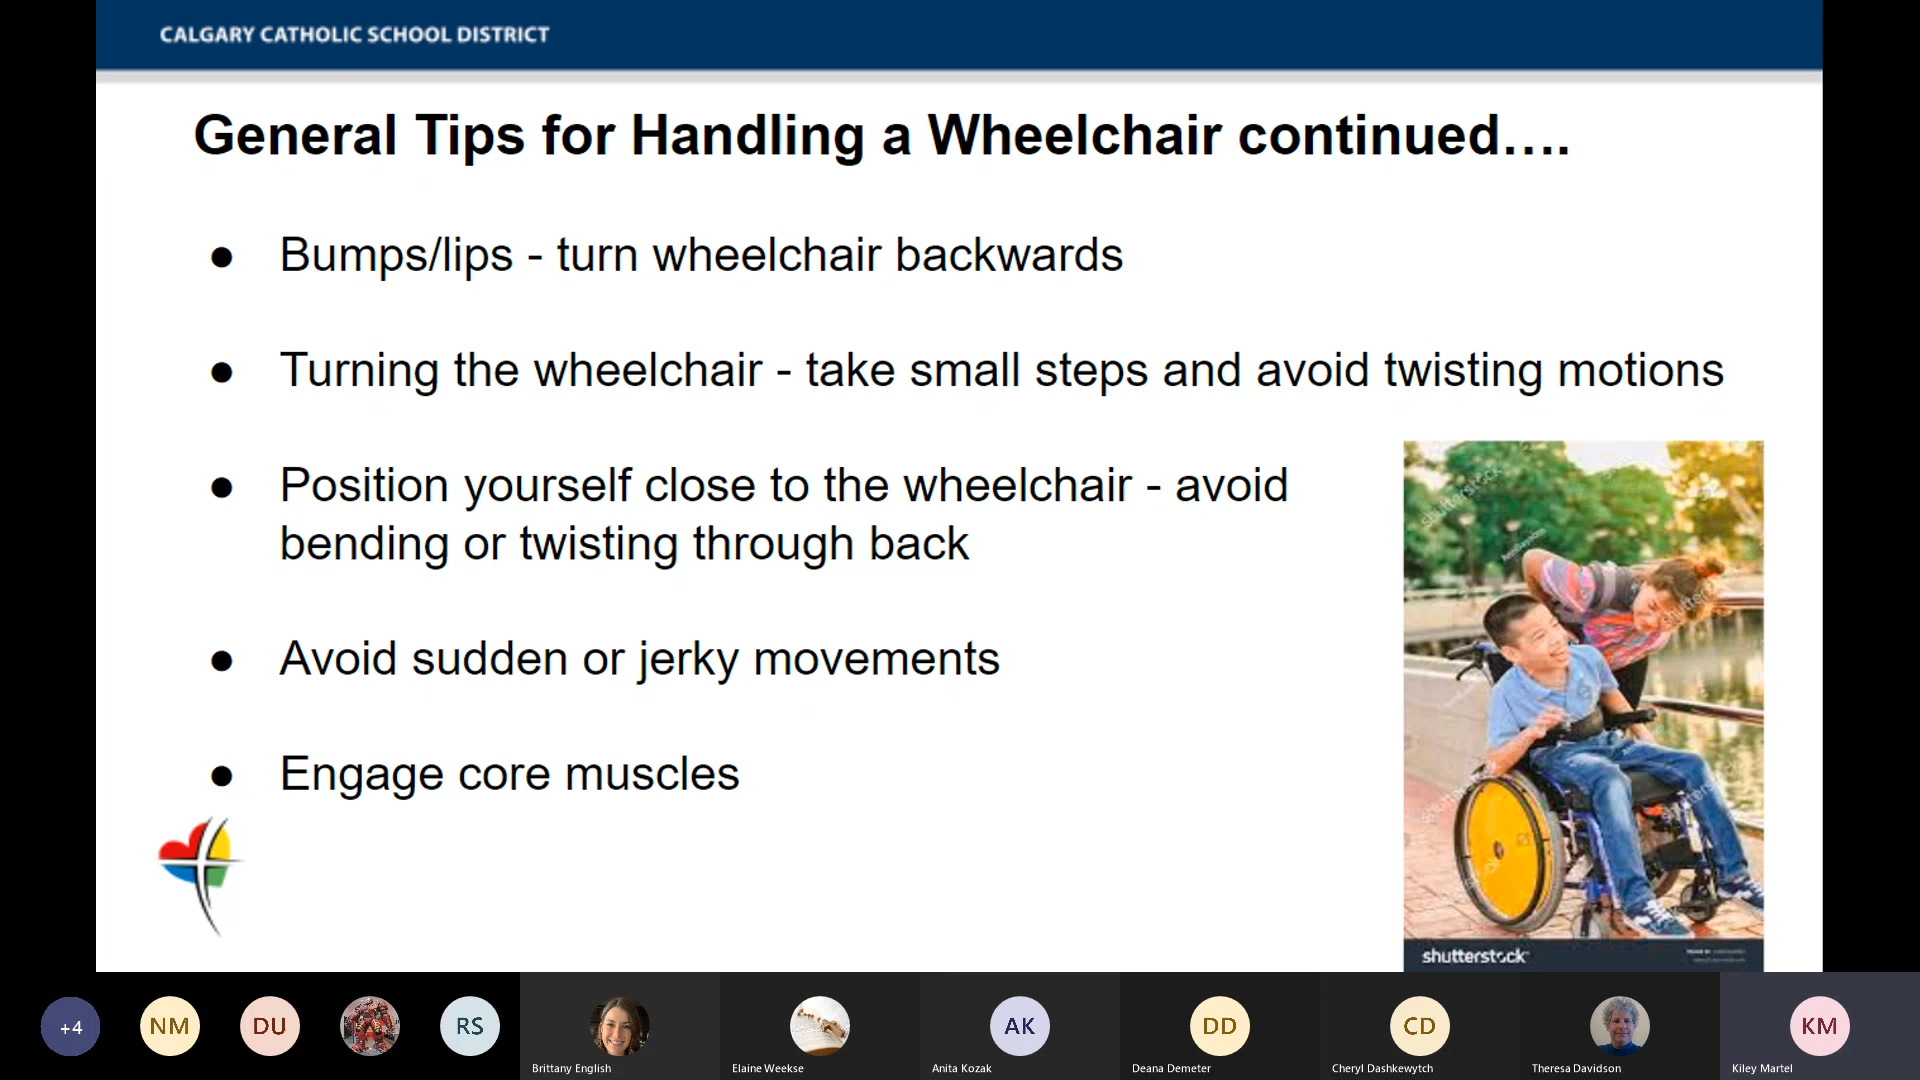 CALGARY CATHOLIC SCHOOL DISTRICT
General Tips for Handling a Wheelchair continued….
● Bumps/lips - turn wheelchair backwards
● Turning the wheelchair - take small steps and avoid twisting motions
● Position yourself close to the wheelchair - avoid
bending or twisting through back
● Avoid sudden or jerky movements
● Engage core muscles
shutterstock
+4
NM
DU
RS
AK
DD
CD
KM
Brittany English
Elaine Weekse
Anita Kozak
Deana Demeter
Cheryl Dashkewytch
Theresa Davidson
Kiley Martel